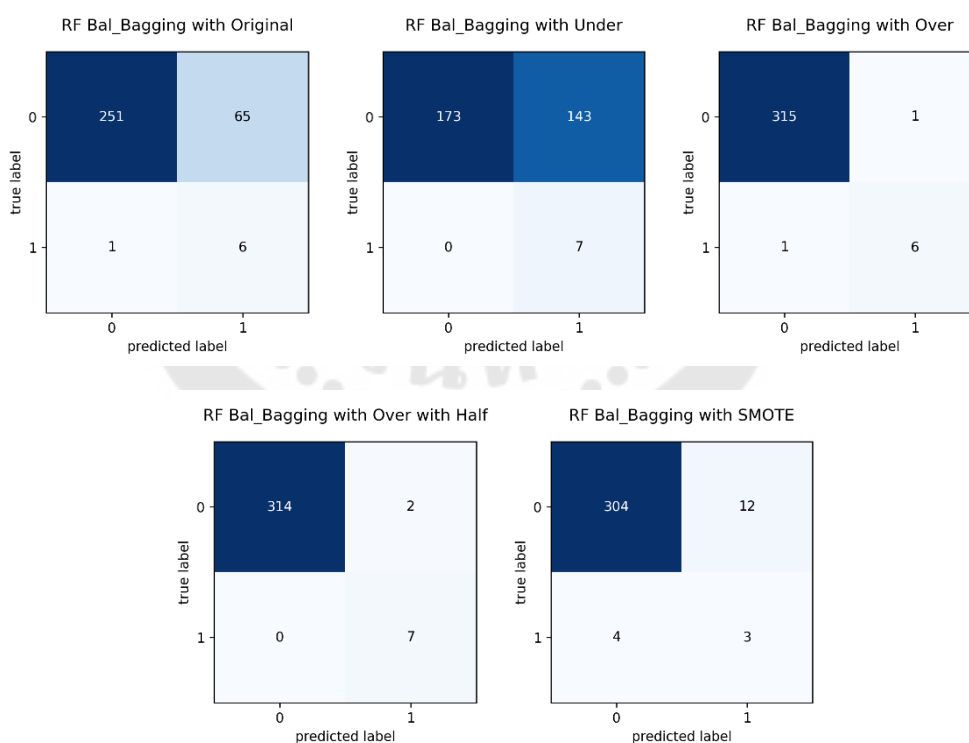 RF Bal_Bagging with Original
0
251
65
1
1
6
0
1
true label
predicted label
RF Bal_Bagging with Under
0
173
143
1
0
7
0
1
true label
predicted label
RF Bal_Bagging with Over
0
315
1
1
1
6
0
1
true label
predicted label
RF Bal_Bagging with Over with Half
0
314
2
1
0
7
0
1
true label
predicted label
RF Bal_Bagging with SMOTE
0
304
12
1
4
3
0
1
true label
predicted label